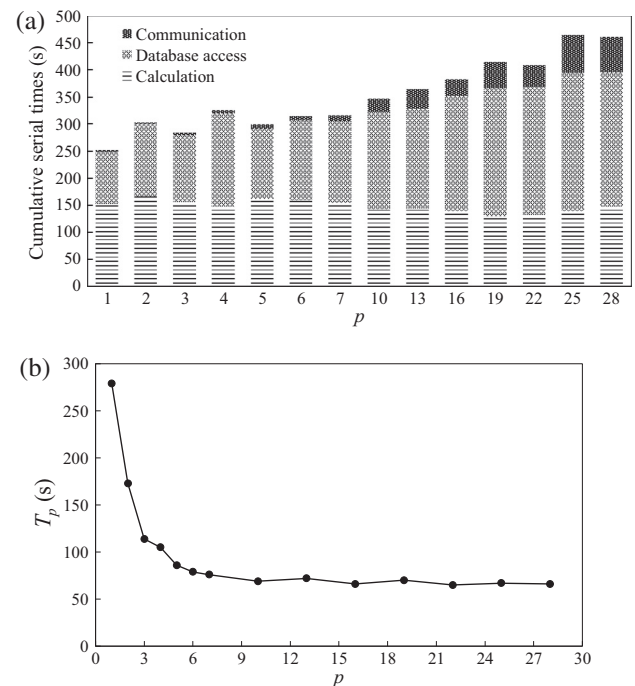 (a)
Cumulative serial times (s)
500
450
400
350
300
250
200
150
100
50
0
Communication
Database access
Calculation
1 2 3 4 5 6 7 10 13 16 19 22 25 28
p
(b)
Tp (s)
300
250
200
150
100
50
0
0 3 6 9 12 15 18 21 24 27 30
p